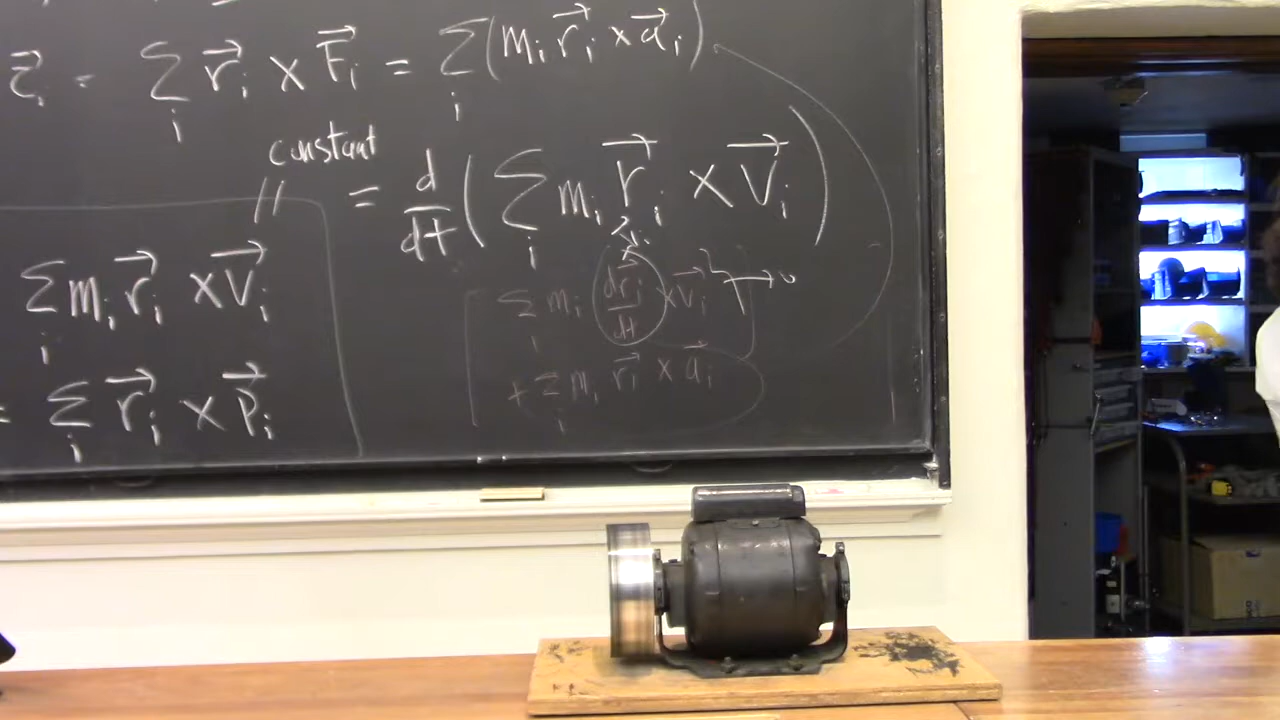 τ⃗ᵢ = ∑ᵢ r⃗ᵢ × F⃗ᵢ = ∑ᵢ (mᵢ r⃗ᵢ × a⃗ᵢ)
constant
= d/dt ( ∑ᵢ mᵢ r⃗ᵢ × V⃗ᵢ )
∑ᵢ mᵢ r⃗ᵢ × V⃗ᵢ
∑ᵢ mᵢ dr⃗ᵢ/dt × V⃗ᵢ → 0
+ ∑ᵢ mᵢ r⃗ᵢ × a⃗ᵢ
= ∑ᵢ r⃗ᵢ × P⃗ᵢ